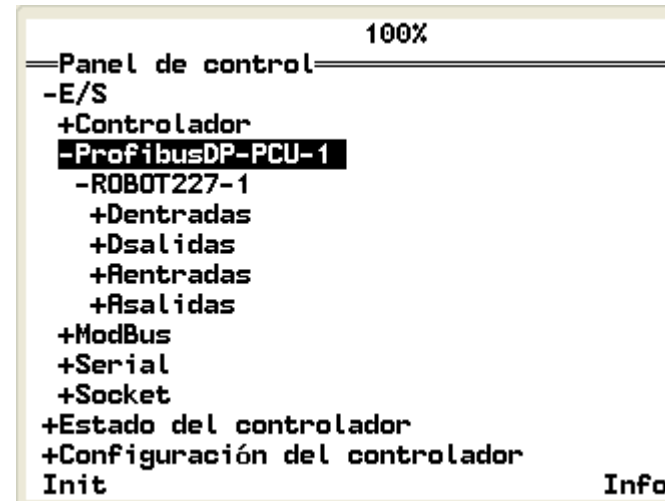 100%
Panel de control
-E/S
+Controlador
-ProfibusDP-PCU-1
-ROBOT227-1
+Dentradas
+Dsalidas
+Aentradas
+Asalidas
+ModBus
+Serial
+Socket
+Estado del controlador
+Configuración del controlador
Init Info